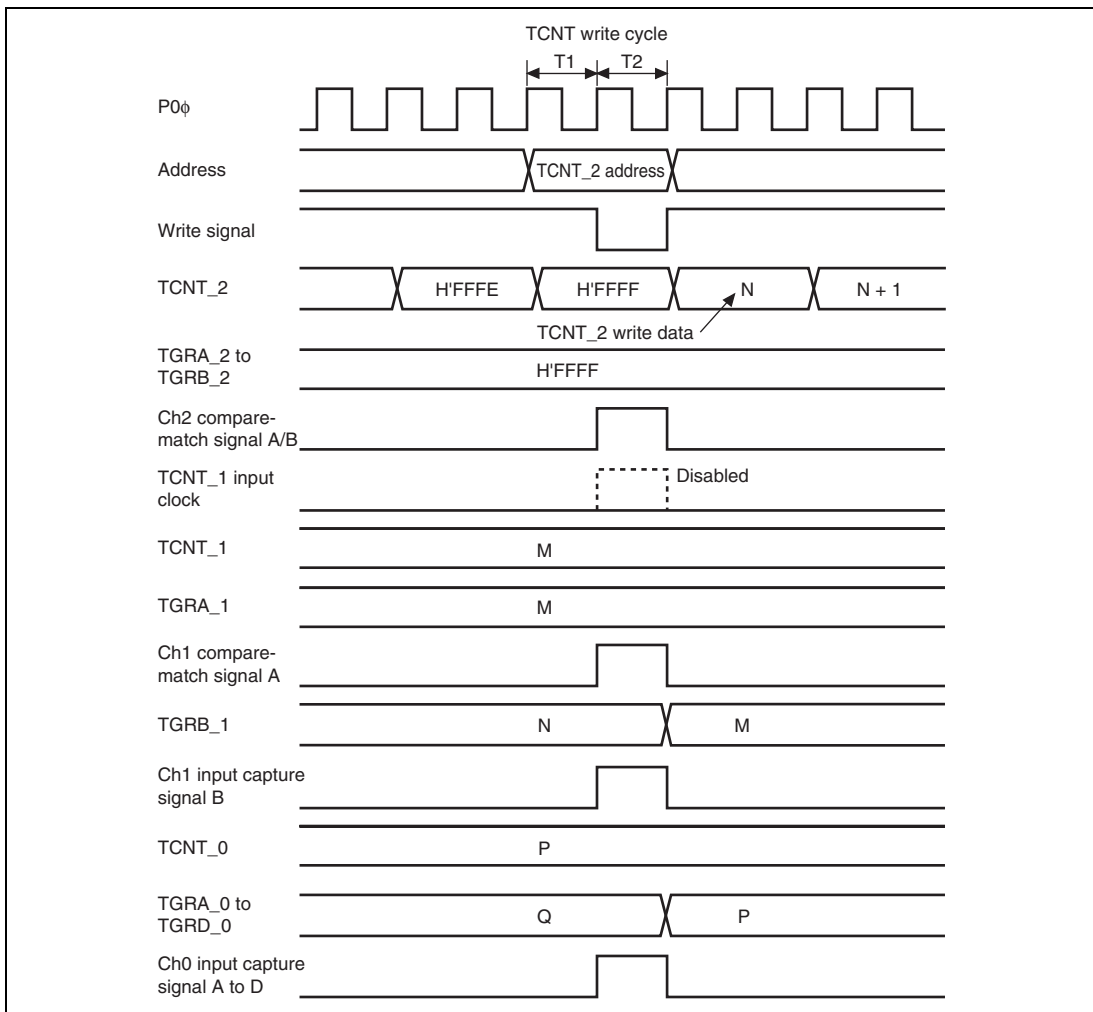 TCNT write cycle
T1 T2
P0ϕ
Address
TCNT_2 address
Write signal
TCNT_2
H'FFFE H'FFFF N N + 1
TCNT_2 write data
TGRA_2 to
TGRB_2
H'FFFF
Ch2 compare-
match signal A/B
TCNT_1 input
clock
Disabled
TCNT_1
M
TGRA_1
M
Ch1 compare-
match signal A
TGRB_1
N M
Ch1 input capture
signal B
TCNT_0
P
TGRA_0 to
TGRD_0
Q P
Ch0 input capture
signal A to D